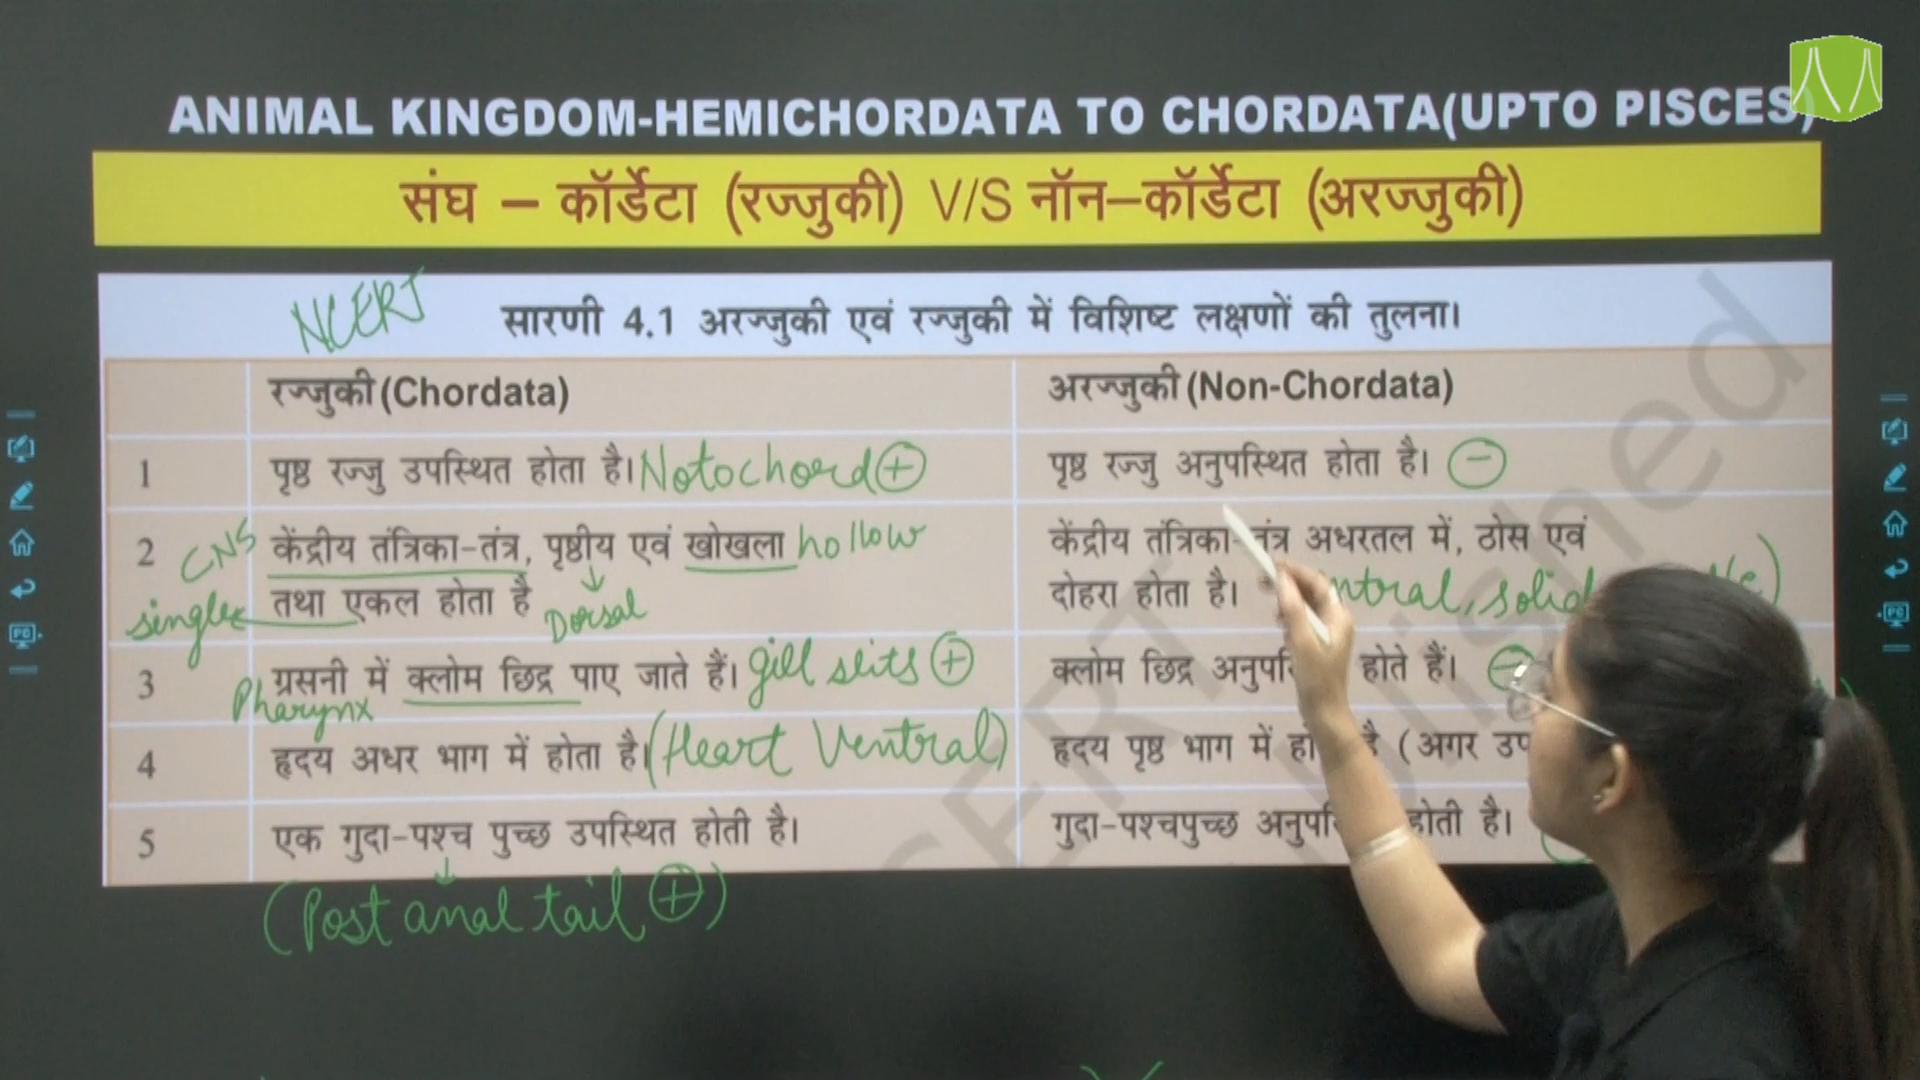 ANIMAL KINGDOM-HEMICHORDATA TO CHORDATA(UPTO PISCES)
संघ – कॉर्डेटा (रज्जुकी) V/S नॉन–कॉर्डेटा (अरज्जुकी)
NCERT
सारणी 4.1 अरज्जुकी एवं रज्जुकी में विशिष्ट लक्षणों की तुलना।
रज्जुकी (Chordata) अरज्जुकी (Non-Chordata)
1 पृष्ठ रज्जु उपस्थित होता है। Notochord + पृष्ठ रज्जु अनुपस्थित होता है। -
2 CNS केंद्रीय तंत्रिका-तंत्र, पृष्ठीय एवं खोखला hollow केंद्रीय तंत्रिका-तंत्र अधरतल में, ठोस एवं
single तथा एकल होता है Dorsal दोहरा होता है। solid
3 ग्रसनी में क्लोम छिद्र पाए जाते हैं। gill slits + क्लोम छिद्र होते हैं। -
Pharynx
4 हृदय अधर भाग में होता है। (Heart Ventral) हृदय पृष्ठ भाग में (अगर
5 एक गुदा-पश्च पुच्छ उपस्थित होती है। गुदा-पश्चपुच्छ होती है।
(Post anal tail +)